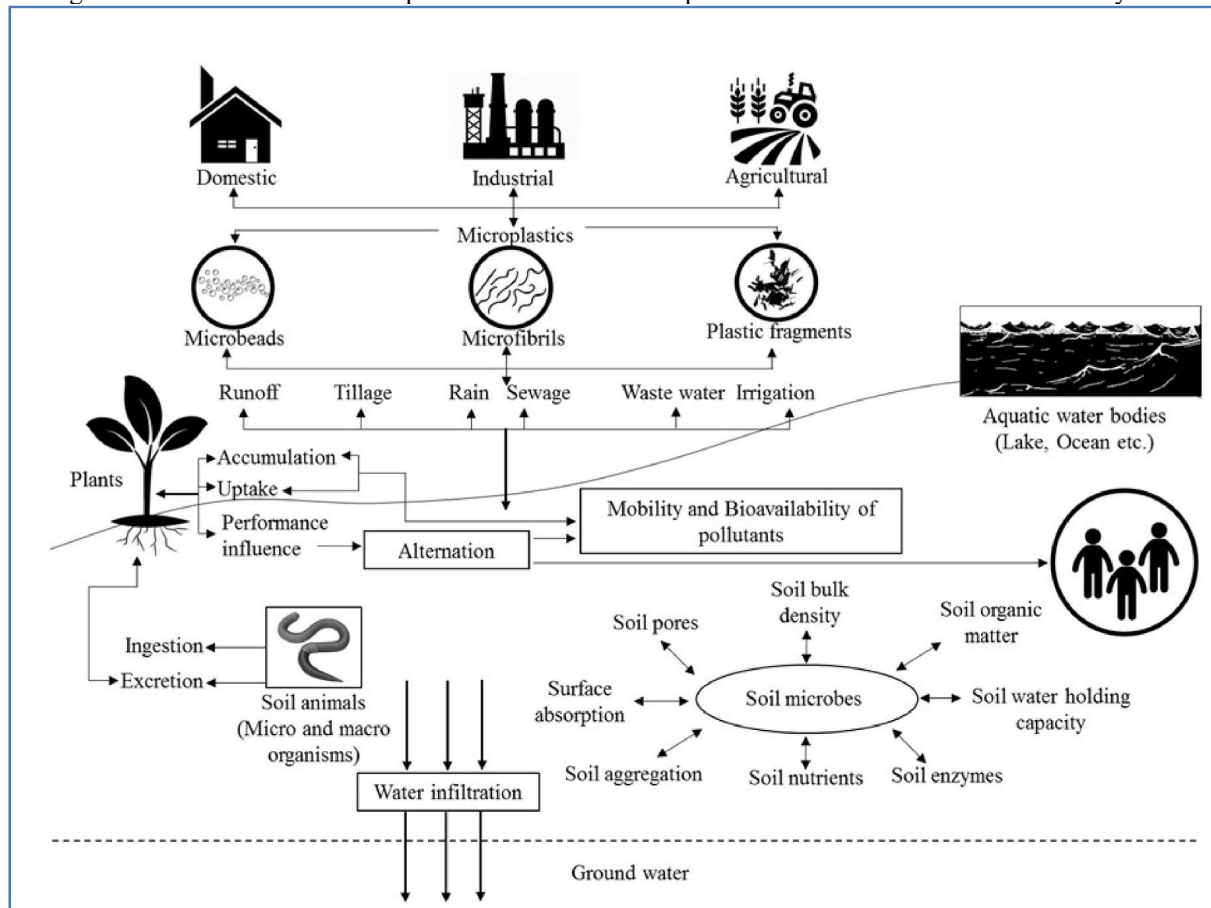 Domestic
Industrial
Agricultural
Microplastics
Microbeads
Microfibrils
Plastic fragments
Runoff
Tillage
Rain
Sewage
Waste water
Irrigation
Aquatic water bodies
(Lake, Ocean etc.)
Plants
Accumulation
Uptake
Performance
influence
Alternation
Mobility and Bioavailability of
pollutants
Ingestion
Excretion
Soil animals
(Micro and macro
organisms)
Soil pores
Soil bulk
density
Soil organic
matter
Surface
absorption
Soil microbes
Soil water holding
capacity
Soil aggregation
Soil nutrients
Soil enzymes
Water infiltration
Ground water